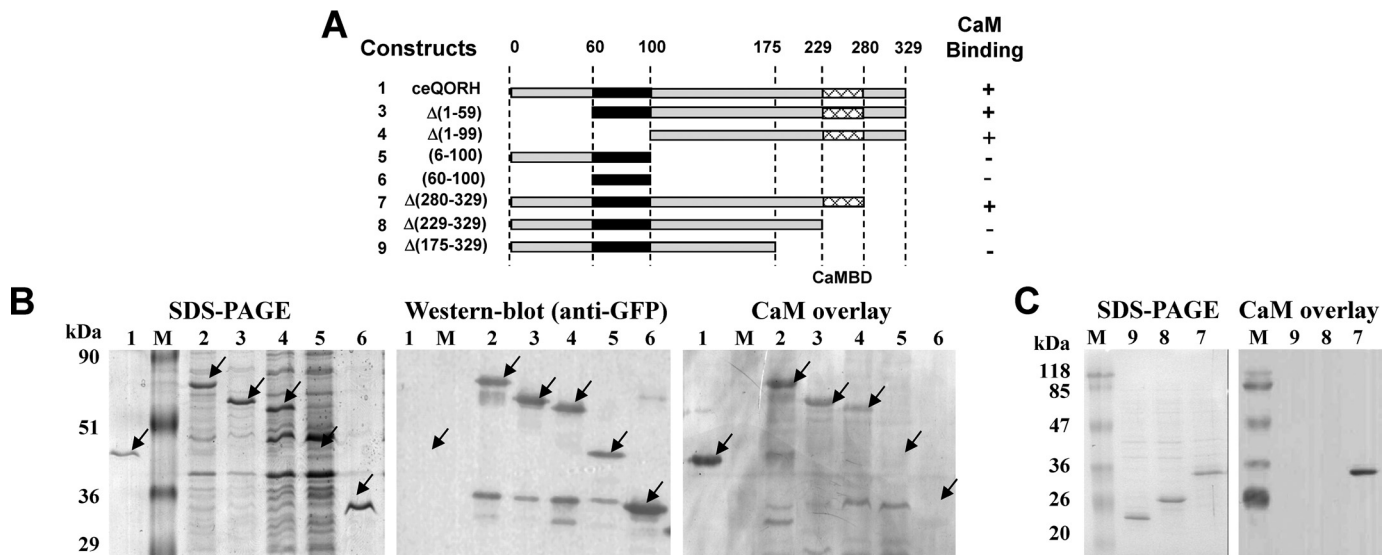 A
Constructs 0 60 100 175 229 280 329 CaM Binding
1 ceQORH +
3 Δ(1-59) +
4 Δ(1-99) +
5 (6-100) -
6 (60-100) -
7 Δ(280-329) +
8 Δ(229-329) -
9 Δ(175-329) -
CaMBD
B
SDS-PAGE
kDa 1 M 2 3 4 5 6
90
51
36
29
Western-blot (anti-GFP)
1 M 2 3 4 5 6
CaM overlay
1 M 2 3 4 5 6
C
SDS-PAGE
kDa M 9 8 7
118
85
47
36
26
20
CaM overlay
M 9 8 7